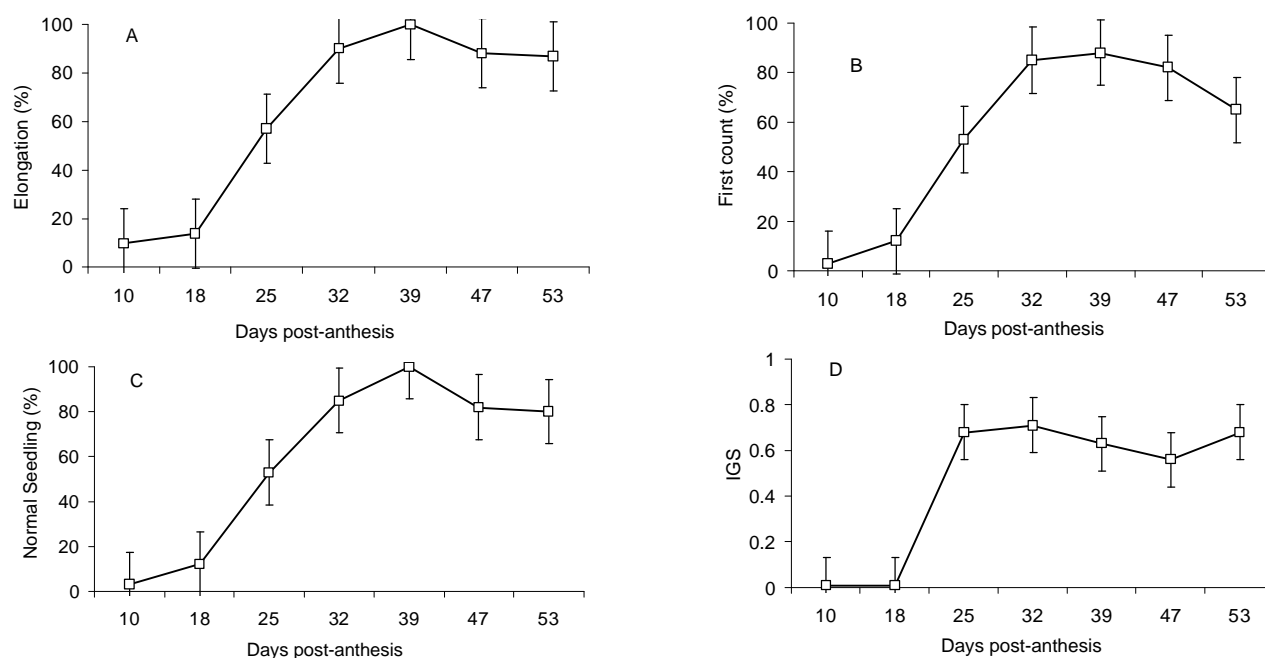 A
Elongation (%)
100
80
60
40
20
0
10 18 25 32 39 47 53
Days post-anthesis
B
First count (%)
100
80
60
40
20
0
10 18 25 32 39 47 53
Days post-anthesis
C
Normal Seedling (%)
100
80
60
40
20
0
10 18 25 32 39 47 53
Days post-anthesis
D
IGS
1
0.8
0.6
0.4
0.2
0
10 18 25 32 39 47 53
Days post-anthesis